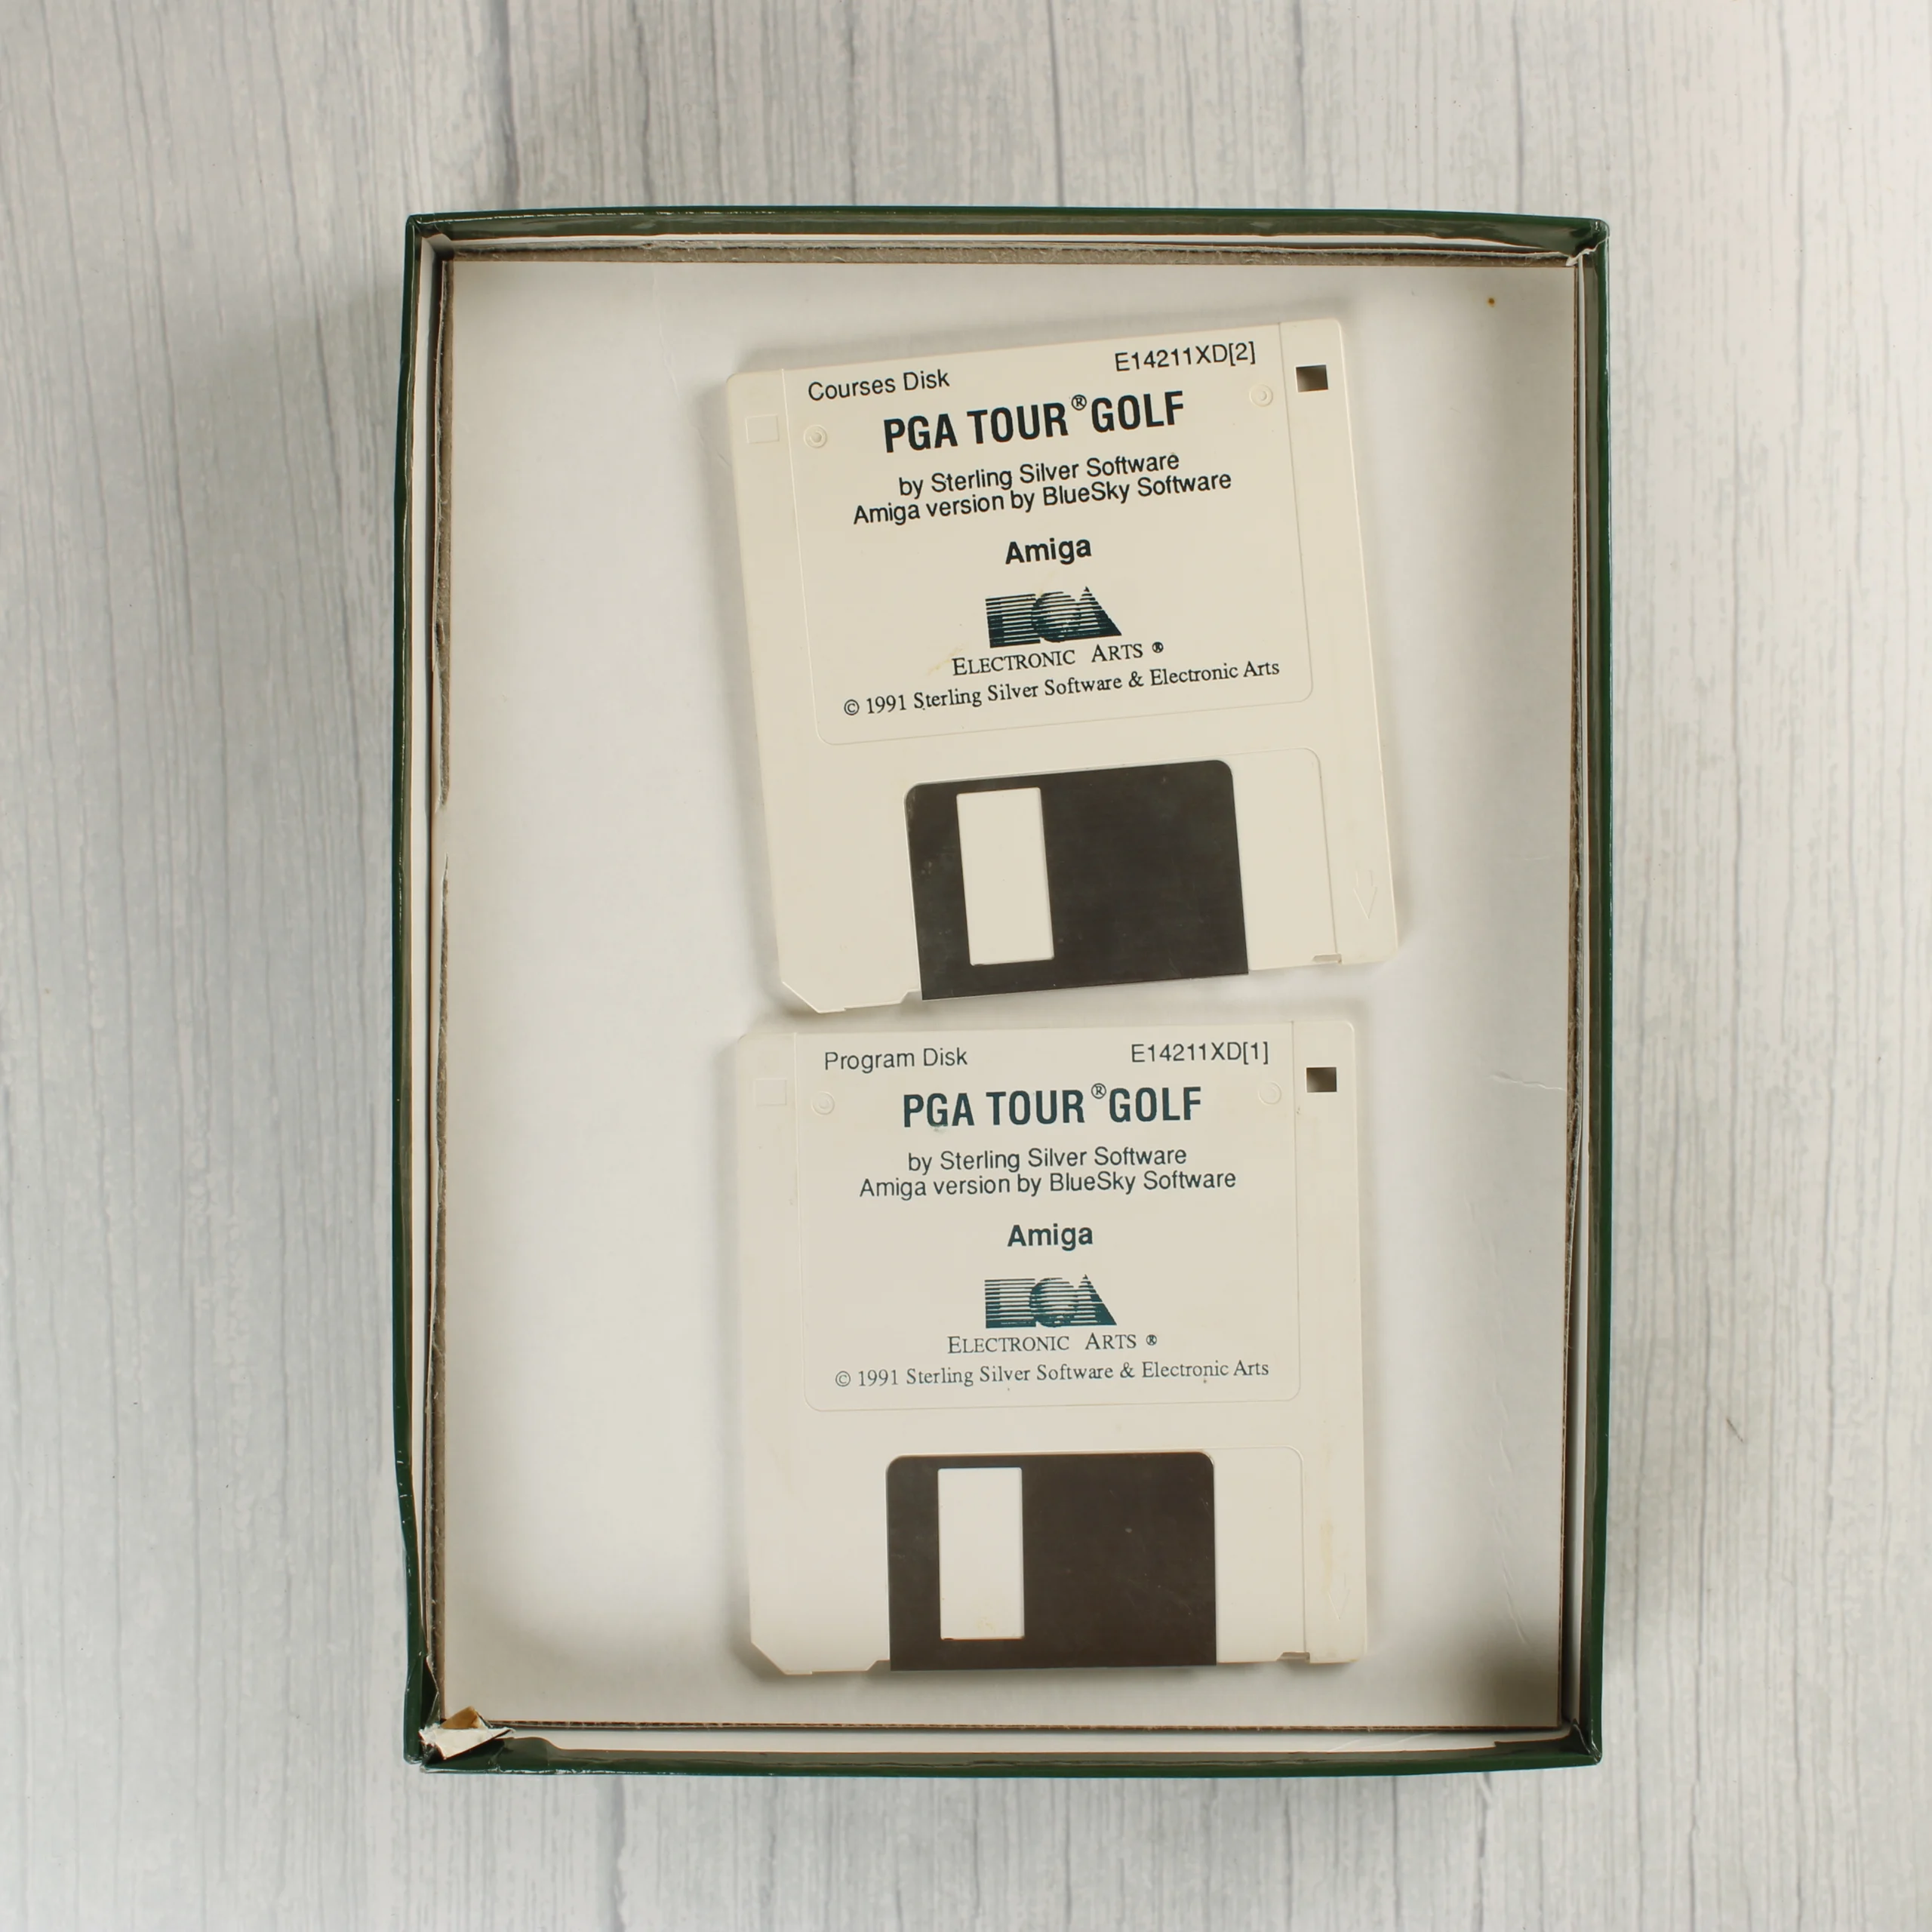 Courses Disk E14211XD[2]
PGA TOUR® GOLF
by Sterling Silver Software
Amiga version by BlueSky Software
Amiga
EA
ELECTRONIC ARTS ®
© 1991 Sterling Silver Software & Electronic Arts
Program Disk E14211XD[1]
PGA TOUR® GOLF
by Sterling Silver Software
Amiga version by BlueSky Software
Amiga
EA
ELECTRONIC ARTS ®
© 1991 Sterling Silver Software & Electronic Arts